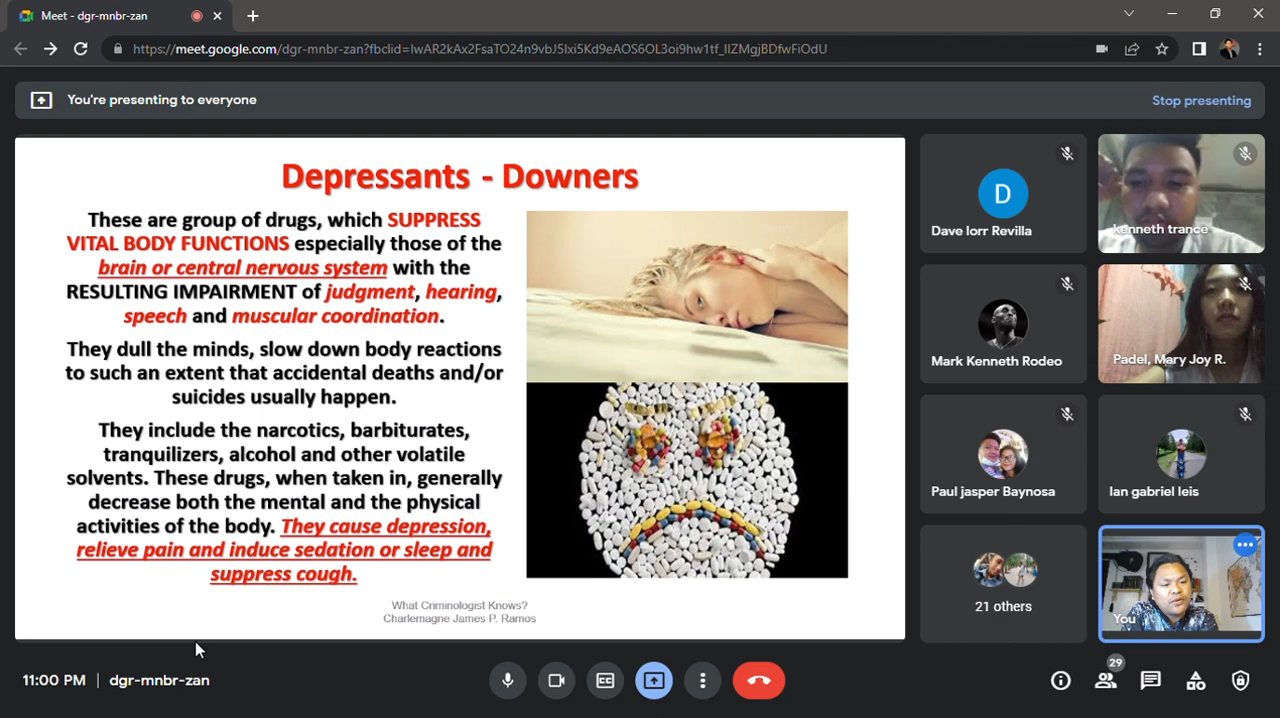 Meet - dgr-mnbr-zan
https://meet.google.com/dgr-mnbr-zan?fbclid=IwAR2kAx2FsaTO24n9vbJ5lxi5Kd9eAOS6OL3oi9hw1tf_lIZMgjBDfwFiOdU
You're presenting to everyone
Stop presenting
Depressants - Downers
These are group of drugs, which SUPPRESS
VITAL BODY FUNCTIONS especially those of the
brain or central nervous system with the
RESULTING IMPAIRMENT of judgment, hearing,
speech and muscular coordination.
They dull the minds, slow down body reactions
to such an extent that accidental deaths and/or
suicides usually happen.
They include the narcotics, barbiturates,
tranquilizers, alcohol and other volatile
solvents. These drugs, when taken in, generally
decrease both the mental and the physical
activities of the body. They cause depression,
relieve pain and induce sedation or sleep and
suppress cough.
What Criminologist Knows?
Charlemagne James P. Ramos
D
Dave lorr Revilla
kenneth trance
Mark Kenneth Rodeo
Padel, Mary Joy R.
Paul jasper Baynosa
Ian gabriel leis
21 others
You
11:00 PM | dgr-mnbr-zan
29